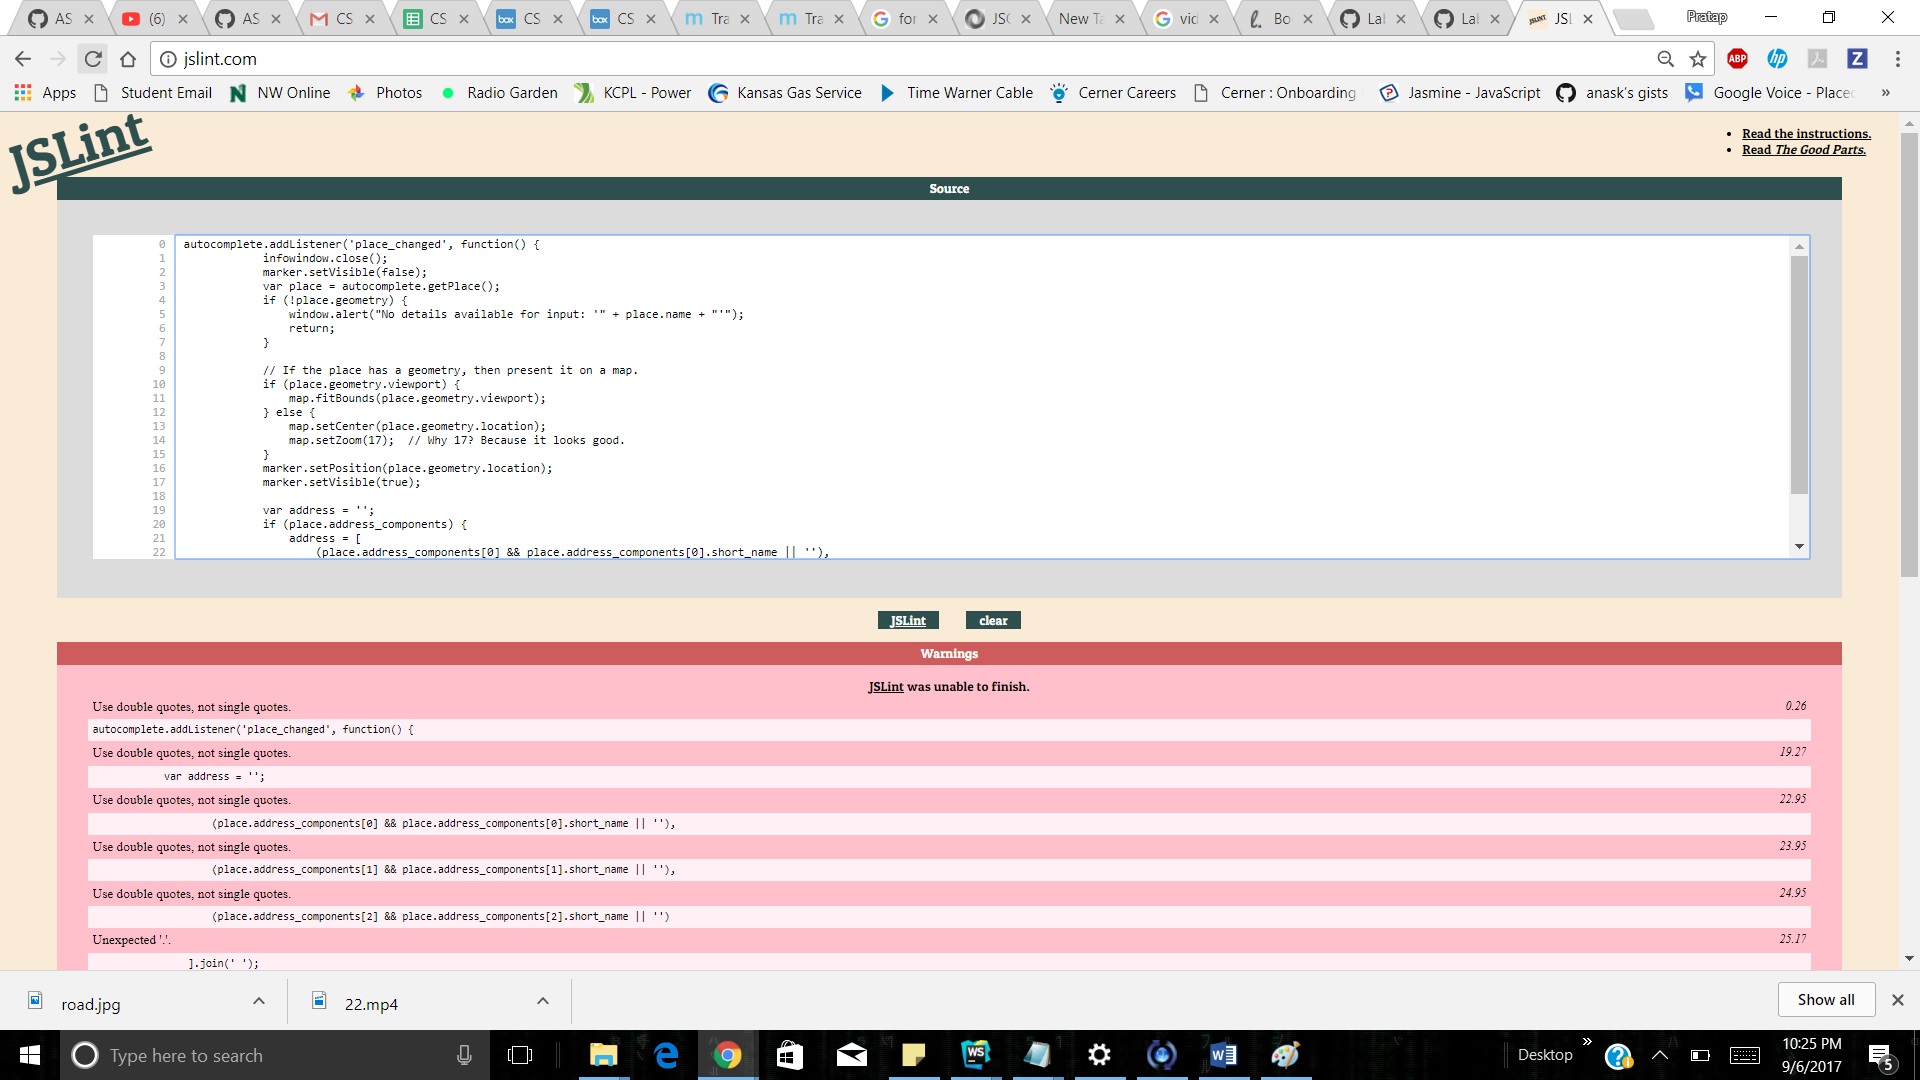 AS
(6)
AS
CS
CS
CS
CS
Tra
Tra
for
JSC
New Ta
vid
Bo
Lal
Lal
JSL
Pratap
jslint.com
Apps
Student Email
NW Online
Photos
Radio Garden
KCPL - Power
Kansas Gas Service
Time Warner Cable
Cerner Careers
Cerner : Onboarding
Jasmine - JavaScript
anask's gists
Google Voice - Place
»
JSLint
Read the instructions.
Read The Good Parts.
Source
0 autocomplete.addListener('place_changed', function() {
1 infowindow.close();
2 marker.setVisible(false);
3 var place = autocomplete.getPlace();
4 if (!place.geometry) {
5 window.alert("No details available for input: '" + place.name + "'");
6 return;
7 }
8
9 // If the place has a geometry, then present it on a map.
10 if (place.geometry.viewport) {
11 map.fitBounds(place.geometry.viewport);
12 } else {
13 map.setCenter(place.geometry.location);
14 map.setZoom(17);  // Why 17? Because it looks good.
15 }
16 marker.setPosition(place.geometry.location);
17 marker.setVisible(true);
18
19 var address = '';
20 if (place.address_components) {
21 address = [
22 (place.address_components[0] && place.address_components[0].short_name || ''),
JSLint
clear
Warnings
JSLint was unable to finish.
Use double quotes, not single quotes. 0.26
autocomplete.addListener('place_changed', function() {
Use double quotes, not single quotes. 19.27
var address = '';
Use double quotes, not single quotes. 22.95
(place.address_components[0] && place.address_components[0].short_name || ''),
Use double quotes, not single quotes. 23.95
(place.address_components[1] && place.address_components[1].short_name || ''),
Use double quotes, not single quotes. 24.95
(place.address_components[2] && place.address_components[2].short_name || '')
Unexpected '.'. 25.17
].join(' ');
road.jpg
22.mp4
Show all
Type here to search
Desktop
»
10:25 PM
9/6/2017
5